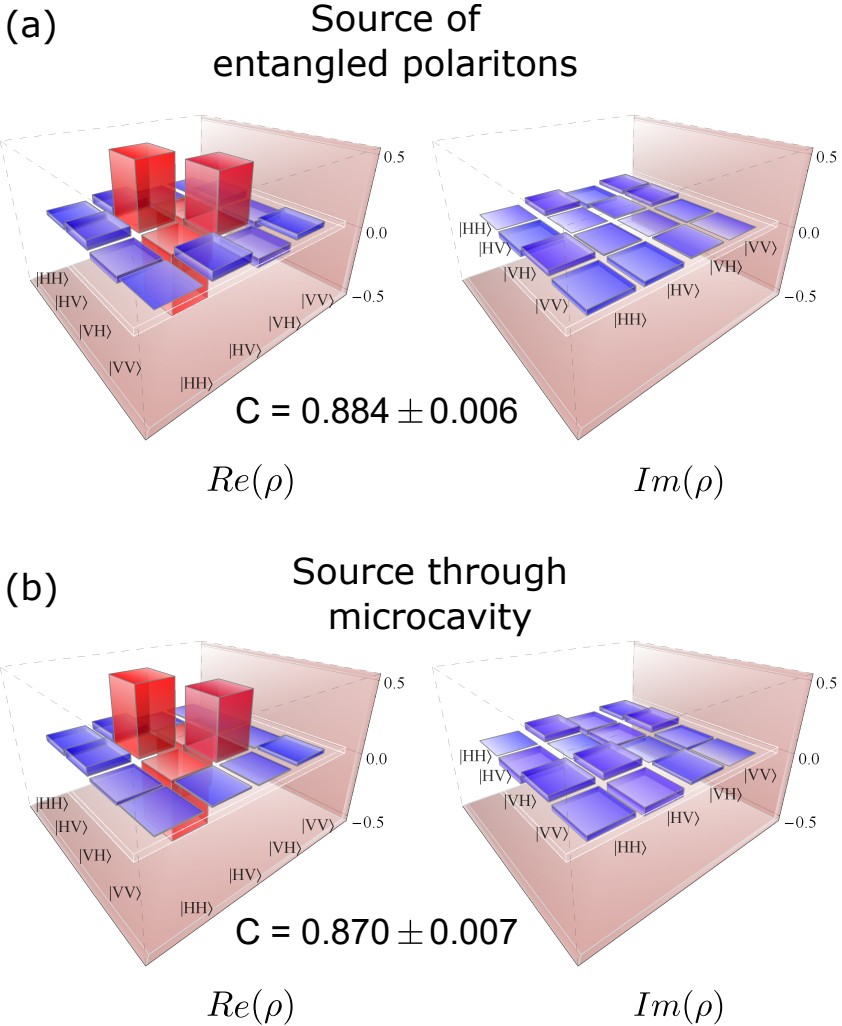 (a)
Source of
entangled polaritons
0.5
0.0
−0.5
|HH⟩
|HV⟩
|VH⟩
|VV⟩
|HH⟩
|HV⟩
|VH⟩
|VV⟩
0.5
0.0
−0.5
|HH⟩
|HV⟩
|VH⟩
|VV⟩
|HH⟩
|HV⟩
|VH⟩
|VV⟩
C = 0.884 ± 0.006
Re(ρ)
Im(ρ)
(b)
Source through
microcavity
0.5
0.0
−0.5
|HH⟩
|HV⟩
|VH⟩
|VV⟩
|HH⟩
|HV⟩
|VH⟩
|VV⟩
0.5
0.0
−0.5
|HH⟩
|HV⟩
|VH⟩
|VV⟩
|HH⟩
|HV⟩
|VH⟩
|VV⟩
C = 0.870 ± 0.007
Re(ρ)
Im(ρ)